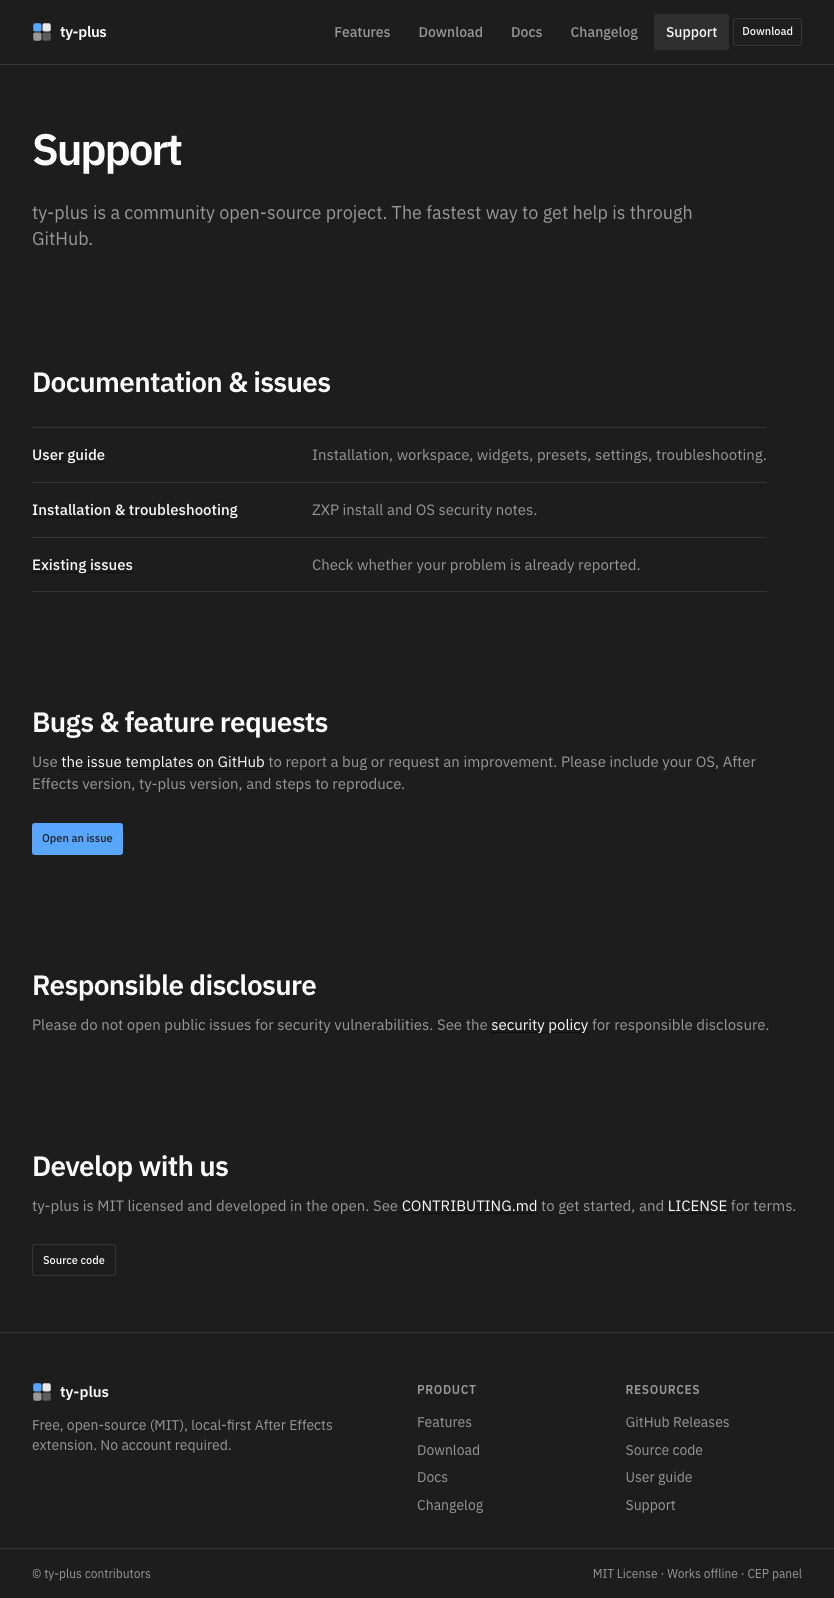 ty-plus
Features
Download
Docs
Changelog
Support
Download
Support
ty-plus is a community open-source project. The fastest way to get help is through
GitHub.
Documentation & issues
User guide
Installation, workspace, widgets, presets, settings, troubleshooting.
Installation & troubleshooting
ZXP install and OS security notes.
Existing issues
Check whether your problem is already reported.
Bugs & feature requests
Use the issue templates on GitHub to report a bug or request an improvement. Please include your OS, After
Effects version, ty-plus version, and steps to reproduce.
Open an issue
Responsible disclosure
Please do not open public issues for security vulnerabilities. See the security policy for responsible disclosure.
Develop with us
ty-plus is MIT licensed and developed in the open. See CONTRIBUTING.md to get started, and LICENSE for terms.
Source code
ty-plus
Free, open-source (MIT), local-first After Effects
extension. No account required.
PRODUCT
Features
Download
Docs
Changelog
RESOURCES
GitHub Releases
Source code
User guide
Support
© ty-plus contributors
MIT License · Works offline · CEP panel